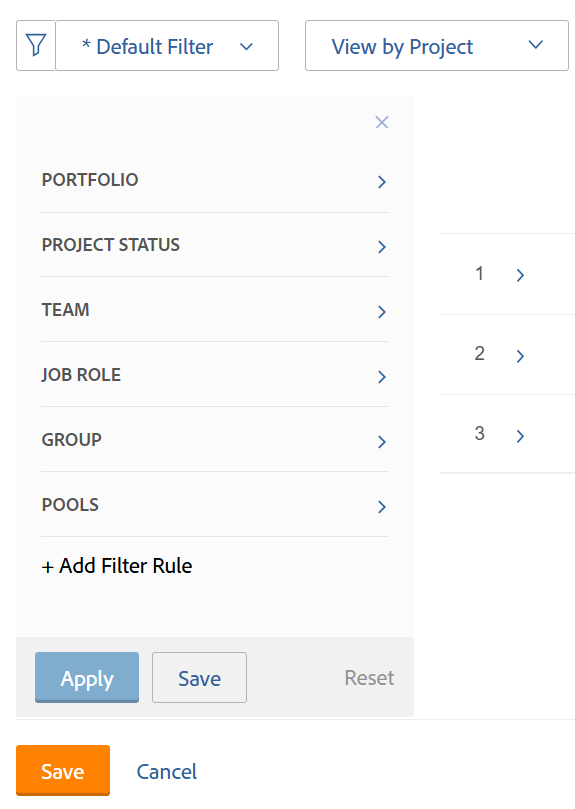 * Default Filter
View by Project
PORTFOLIO
PROJECT STATUS
TEAM
JOB ROLE
GROUP
POOLS
+ Add Filter Rule
Apply
Save
Reset
1
2
3
Save
Cancel